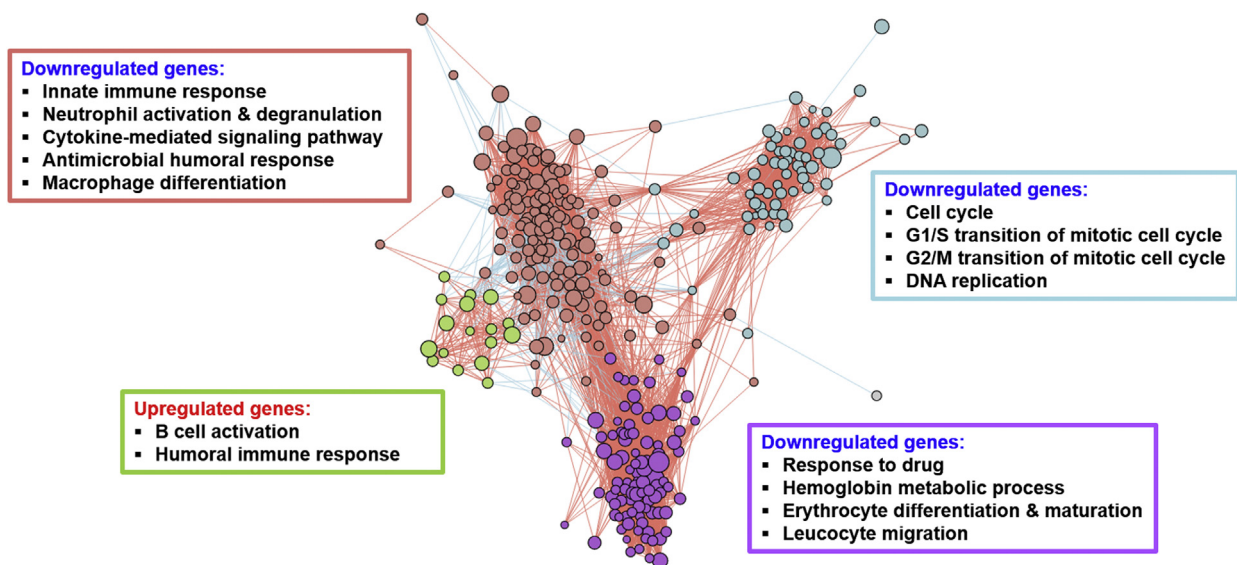 Downregulated genes:
▪ Innate immune response
▪ Neutrophil activation & degranulation
▪ Cytokine-mediated signaling pathway
▪ Antimicrobial humoral response
▪ Macrophage differentiation
Downregulated genes:
▪ Cell cycle
▪ G1/S transition of mitotic cell cycle
▪ G2/M transition of mitotic cell cycle
▪ DNA replication
Upregulated genes:
▪ B cell activation
▪ Humoral immune response
Downregulated genes:
▪ Response to drug
▪ Hemoglobin metabolic process
▪ Erythrocyte differentiation & maturation
▪ Leucocyte migration